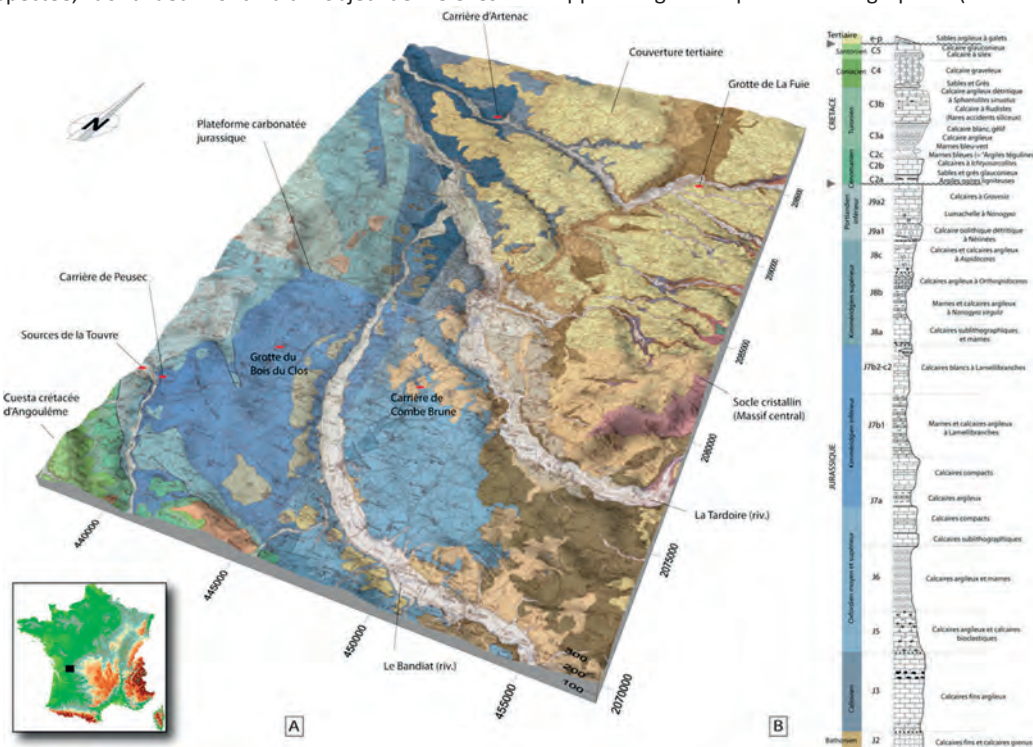 Carrière d'Artenac
Couverture tertiaire
Grotte de La Fuie
Plateforme carbonatée
jurassique
Carrière de Peusec
Sources de la Touvre
Cuesta crétacée
d'Angoulême
Grotte du
Bois du Clos
Carrière de
Combe Brune
Socle cristallin
(Massif central)
La Tardoire (riv.)
Le Bandiat (riv.)
N
440000
445000
450000
455000
2070000
2075000
2080000
2085000
300
200
100
A
B
Tertiaire
e-p
Sables argileux à galets
CRETACE
Santonien
C5
Calcaire glauconieux
Calcaire à silex
Coniacien
C4
Calcaire graveleux
Sables et Grès
Turonien
C3b
Calcaire argileux détritique
à Sphaerulites sinuatus
Calcaire à Rudistes
(Rares accidents siliceux)
C3a
Calcaire blanc, gélif
Calcaire argileux
Marnes bleu-vert
Cénomanien
C2c
C2b
C2a
Calcaires à Ichtyosarcolites
Sables et grès glauconieux
Argiles noires ligniteuses
JURASSIQUE
Portlandien
inférieur
J9a2
Calcaires à Gravesia
Lumachelle à Nanogyra
J9a1
Calcaire oolithique détritique
à Nérinées
Kimméridgien supérieur
J8c
Calcaires et calcaires argileux
à Aspidoceras
J8b
Calcaires argileux à Orthaspidoceras
Marnes et calcaires argileux
à Nanogyra
J8a
Calcaires sublithographiques
et marnes
Kimméridgien inférieur
J7b2-c2
Calcaires blancs à Lamellibranches
J7b1
Marnes et calcaires argileux
à Lamellibranches
Calcaires compacts
J7a
Calcaires argileux
Calcaires compacts
Calcaires sublithographiques
Oxfordien moyen et supérieur
J6
Calcaires argileux et marnes
J5
Calcaires argileux et calcaires
bioclastiques
Callovien
J3
Calcaires fins argileux
Bathonien
J2
Calcaires fins et calcaires grenus